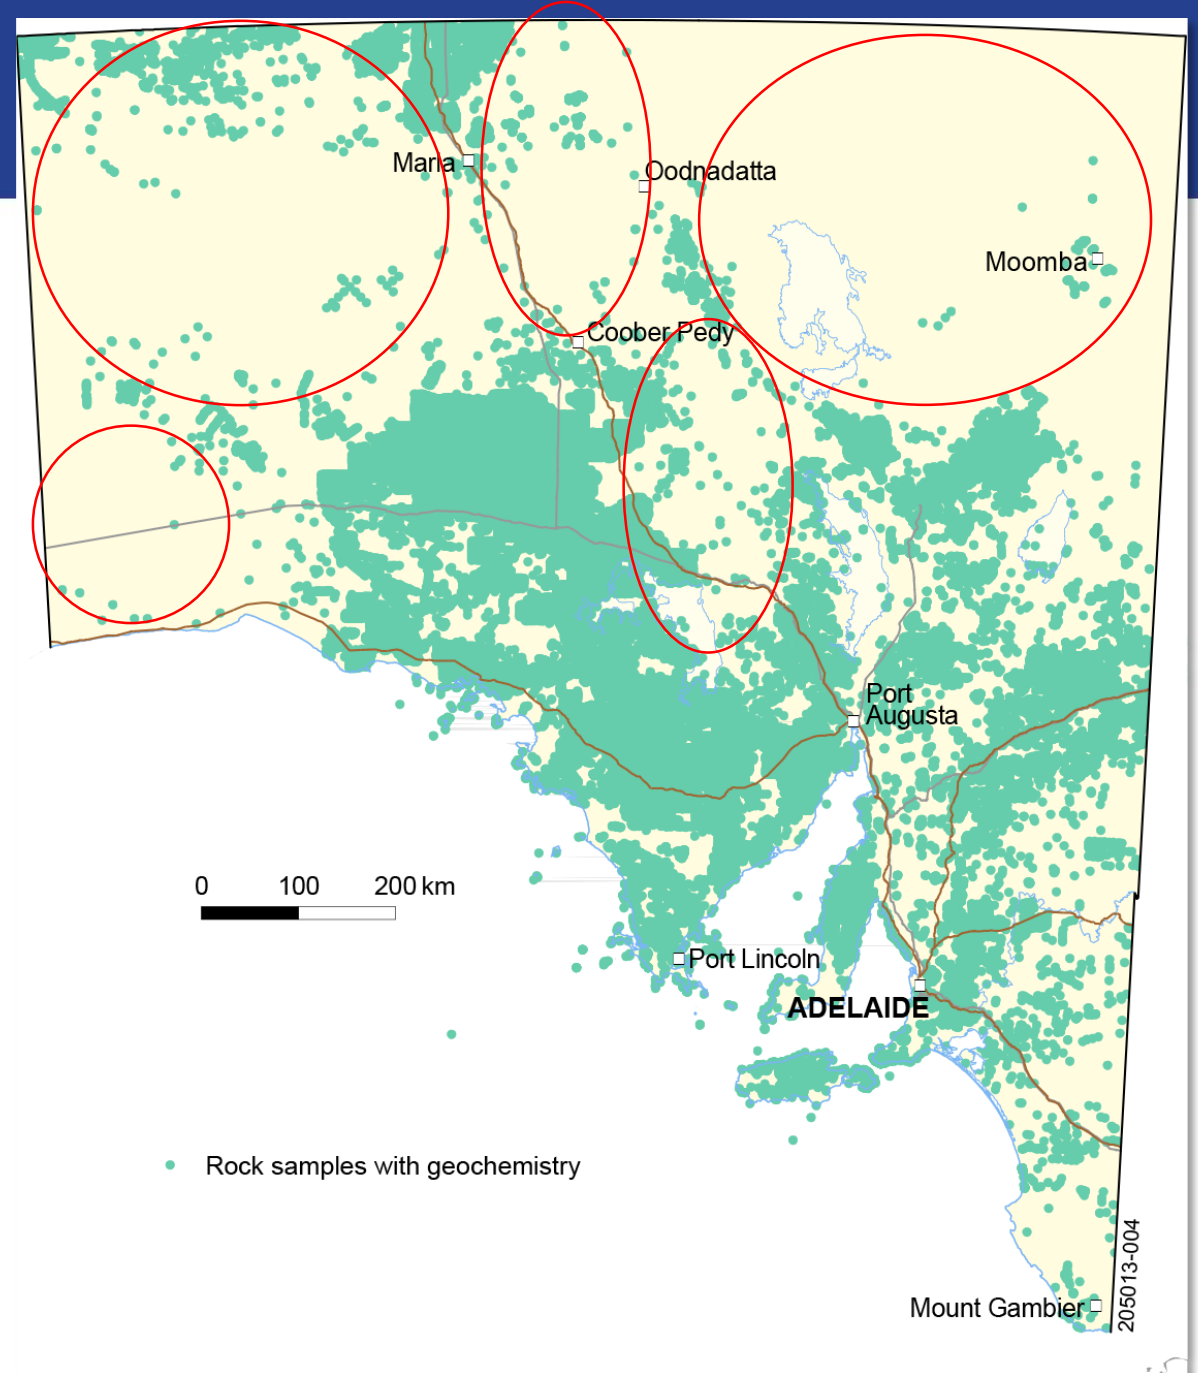 Marla
Oodnadatta
Moomba
Coober Pedy
Port
Augusta
0 100 200 km
Port Lincoln
ADELAIDE
Rock samples with geochemistry
205013-004
Mount Gambier